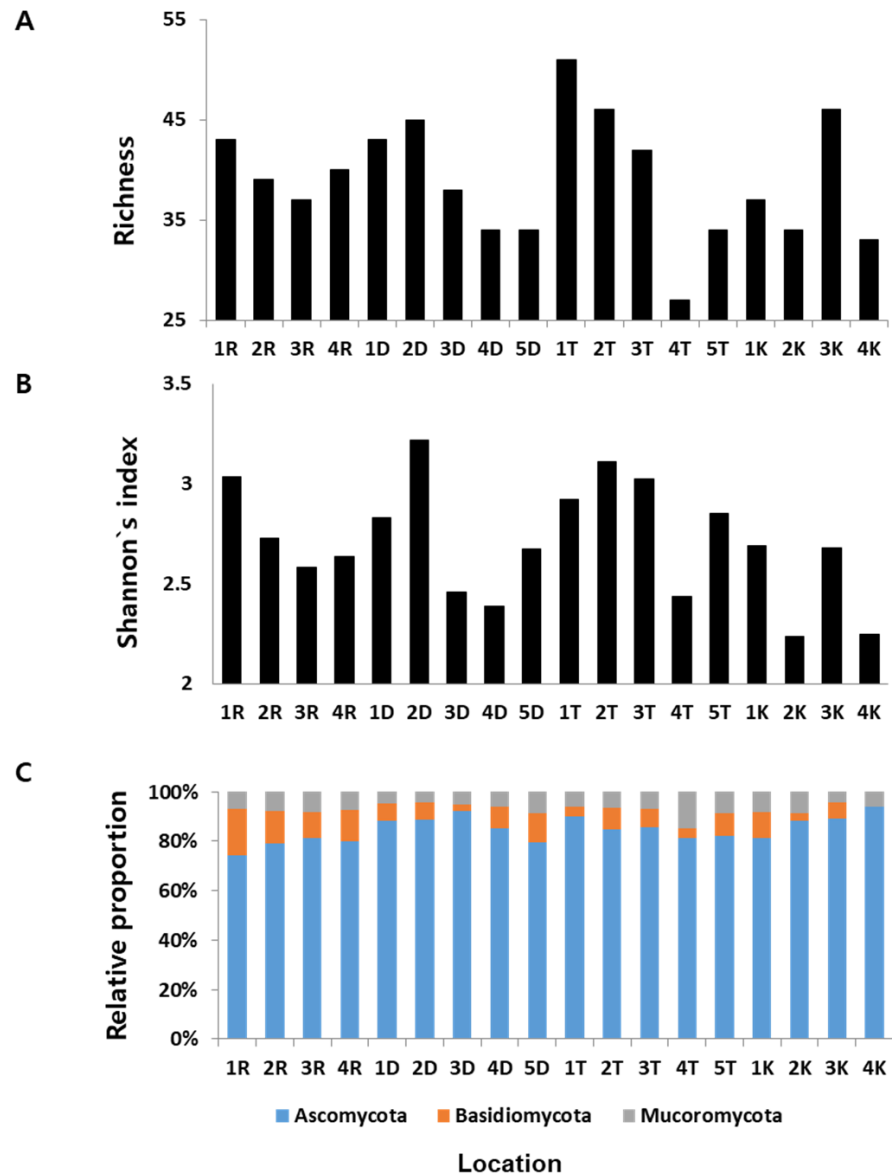 A
Richness
55
45
35
25
1R 2R 3R 4R 1D 2D 3D 4D 5D 1T 2T 3T 4T 5T 1K 2K 3K 4K
B
Shannon`s index
3.5
3
2.5
2
1R 2R 3R 4R 1D 2D 3D 4D 5D 1T 2T 3T 4T 5T 1K 2K 3K 4K
C
Relative proportion
100%
80%
60%
40%
20%
0%
1R 2R 3R 4R 1D 2D 3D 4D 5D 1T 2T 3T 4T 5T 1K 2K 3K 4K
Ascomycota Basidiomycota Mucoromycota
Location